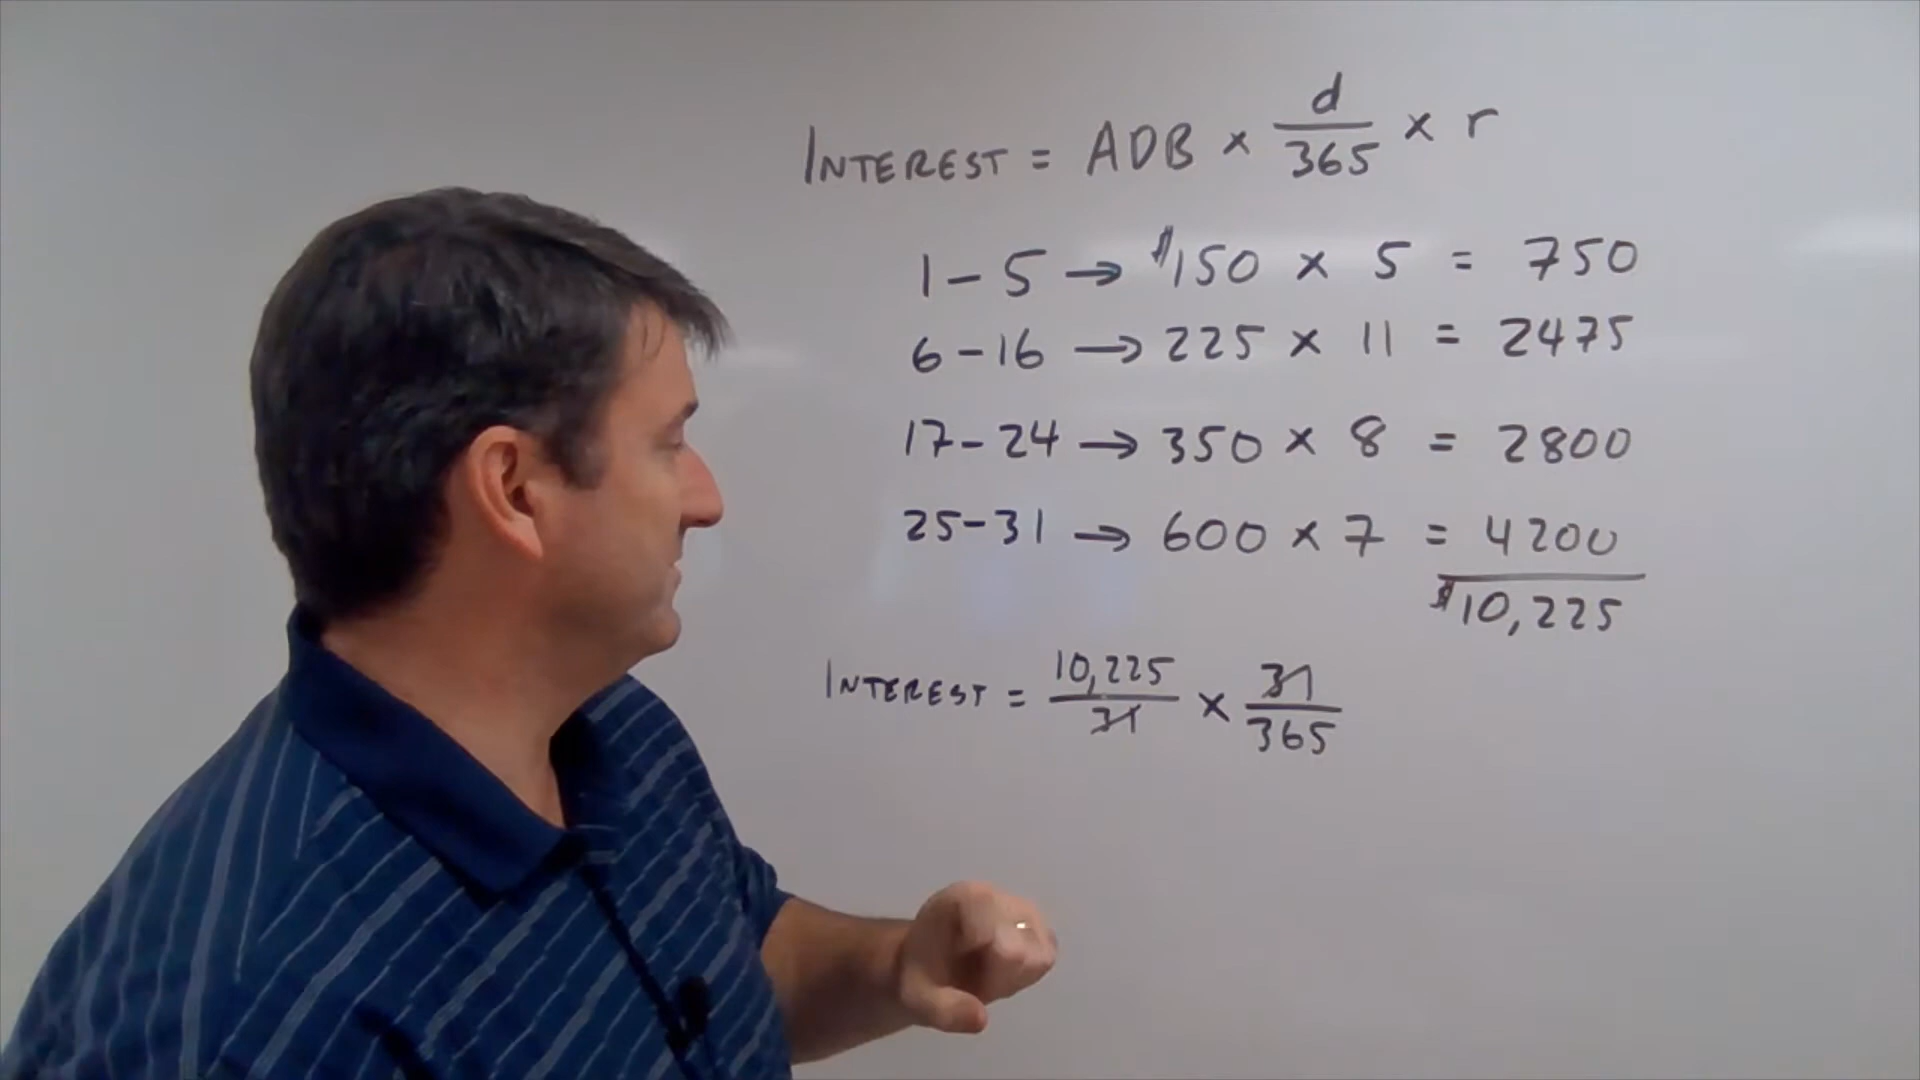 INTEREST = ADB × d/365 × r
1 – 5 → $150 × 5 = 750
6 – 16 → 225 × 11 = 2475
17 – 24 → 350 × 8 = 2800
25 – 31 → 600 × 7 = 4200
$10,225
INTEREST = 10,225/31 × 31/365